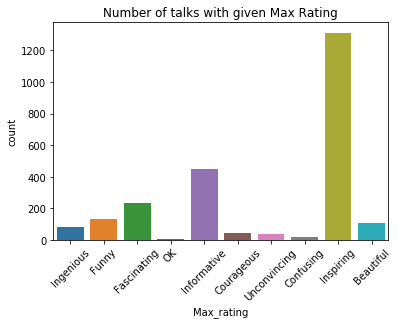 Number of talks with given Max Rating
count
1200
1000
800
600
400
200
0
Ingenious
Funny
Fascinating
OK
Informative
Courageous
Unconvincing
Confusing
Inspiring
Beautiful
Max_rating